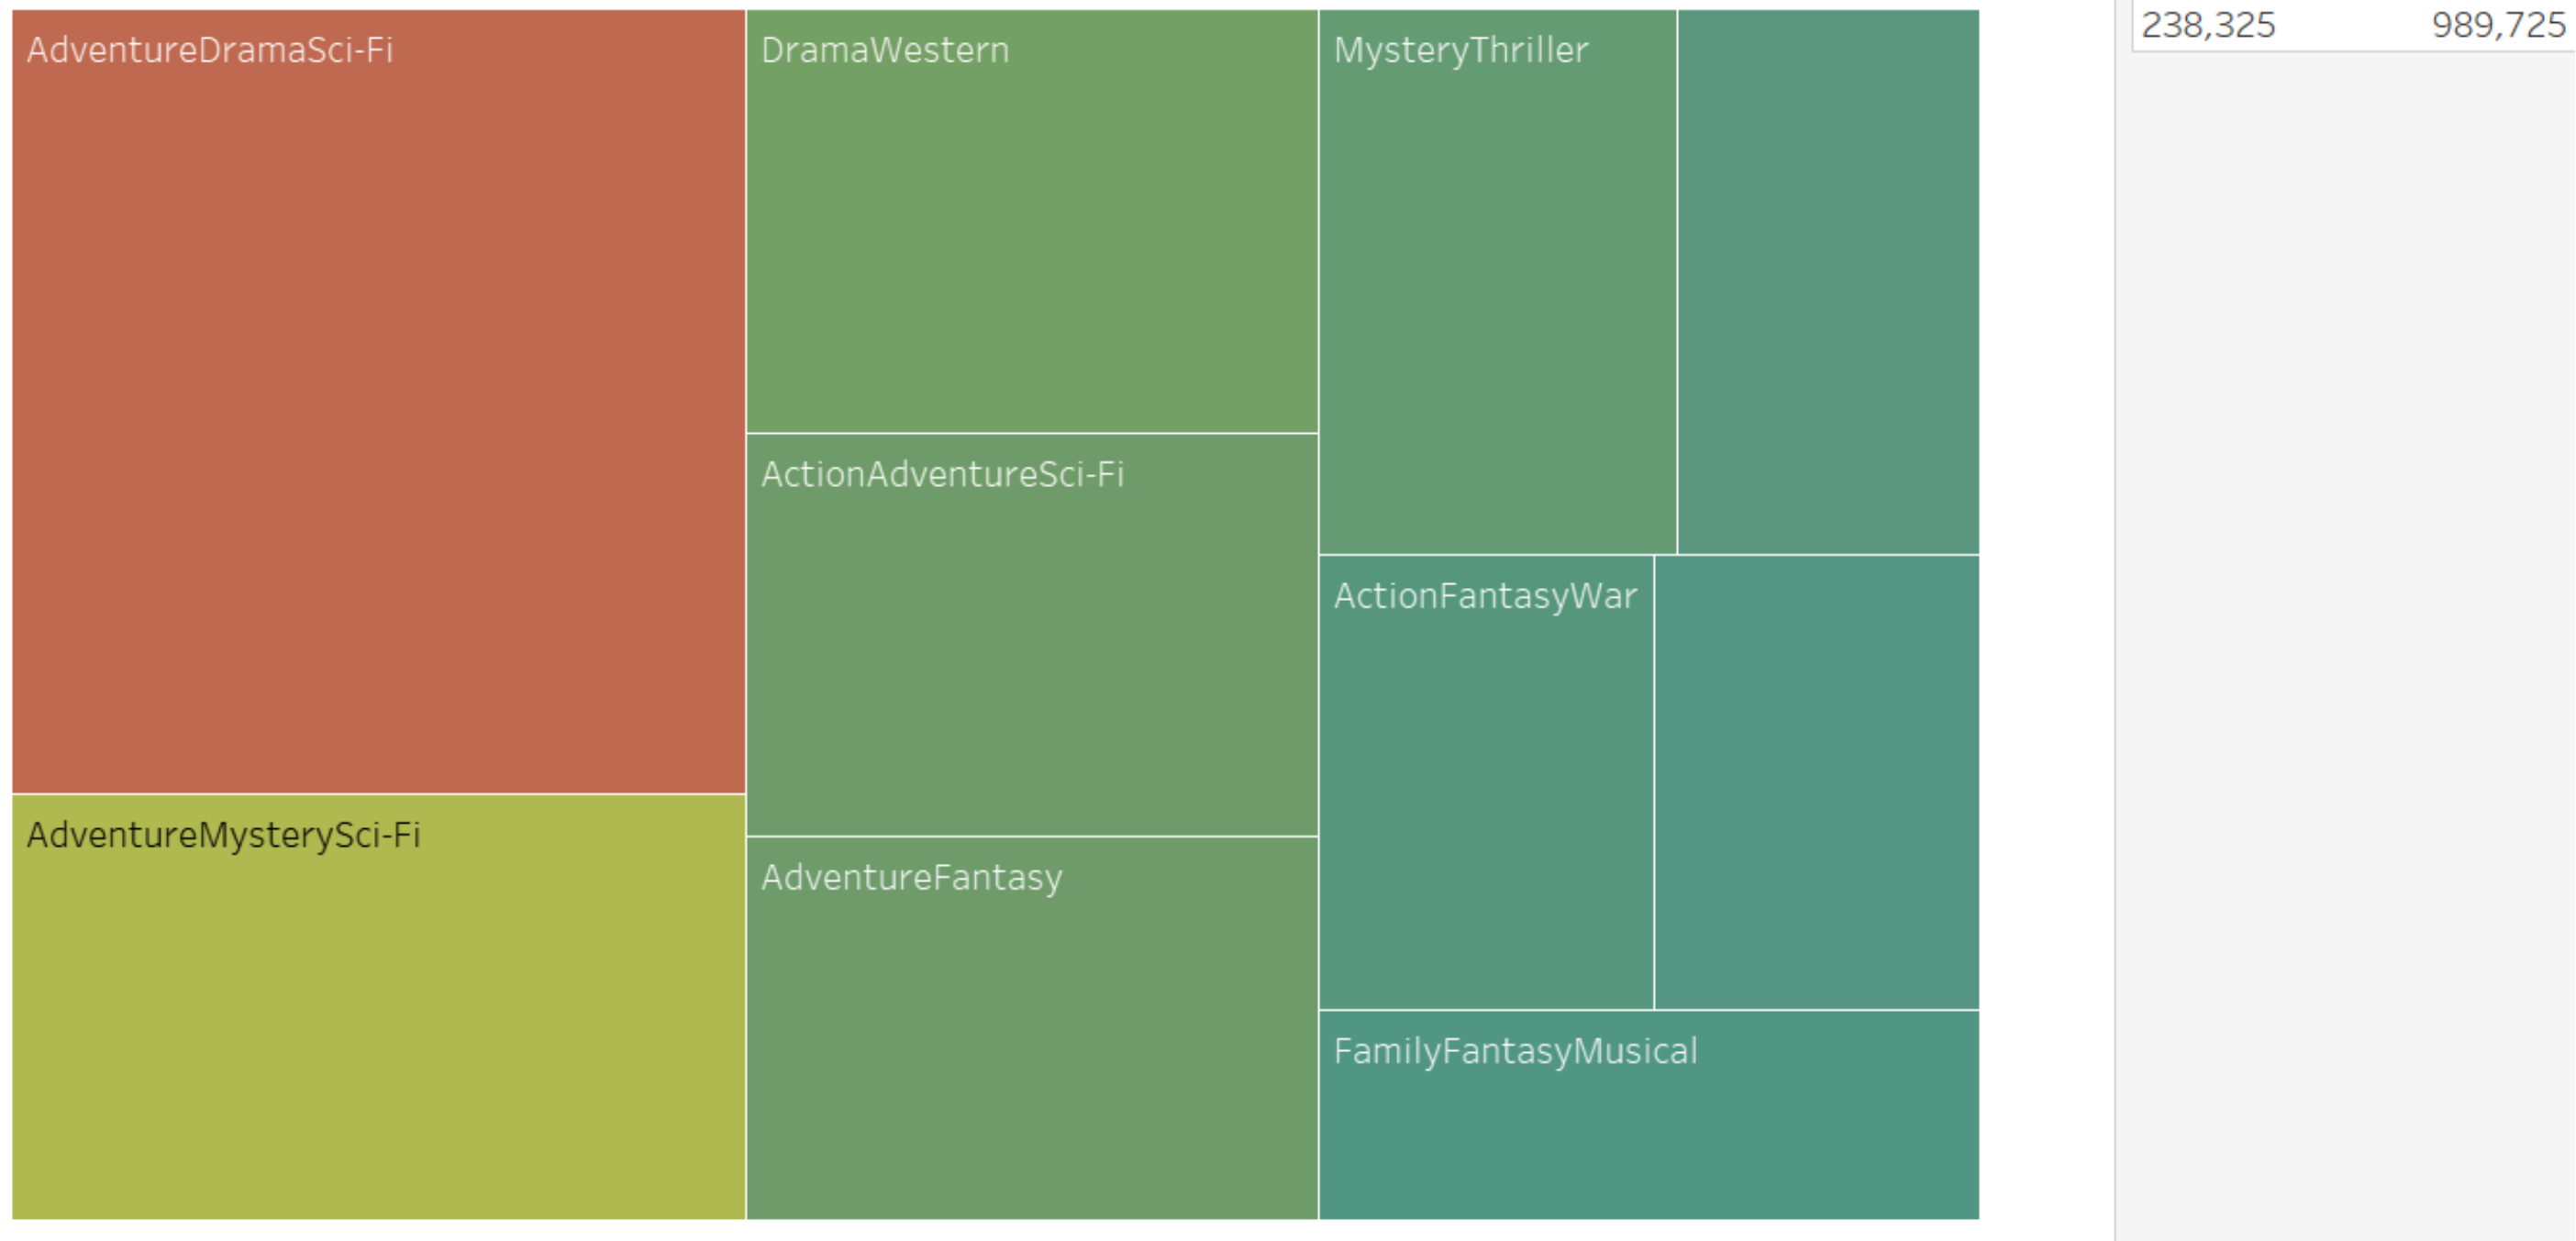 AdventureDramaSci-Fi
AdventureMysterySci-Fi
DramaWestern
ActionAdventureSci-Fi
AdventureFantasy
MysteryThriller
ActionFantasyWar
FamilyFantasyMusical
238,325 989,725